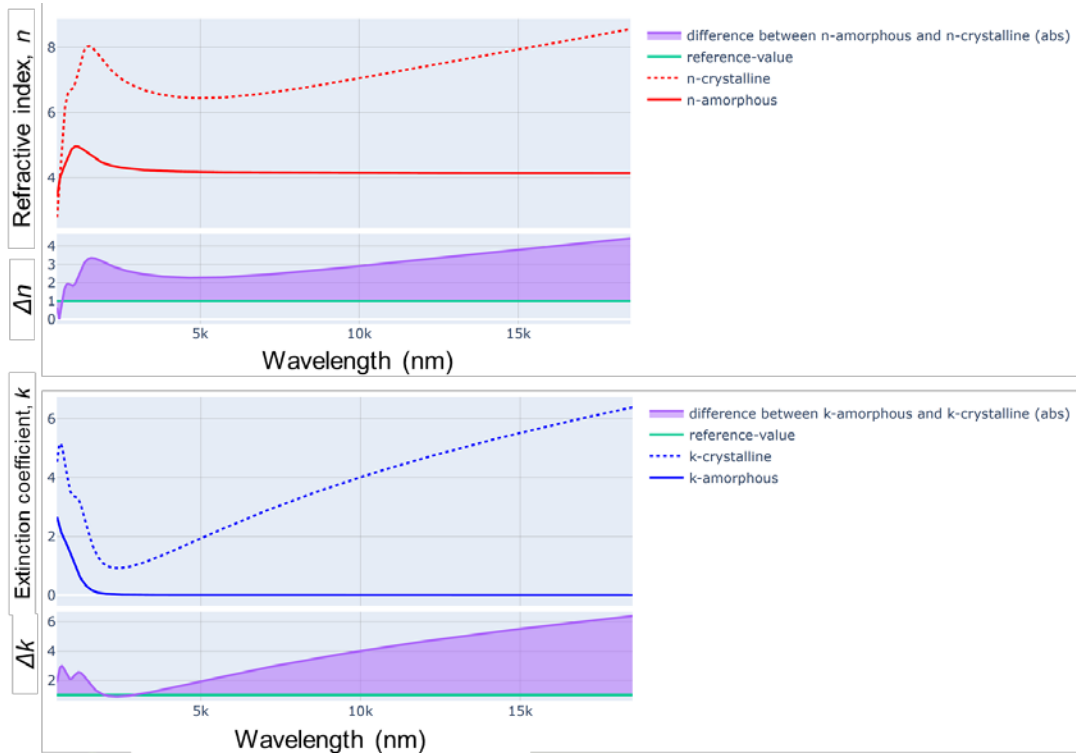 Refractive index, n
8
6
4
difference between n-amorphous and n-crystalline (abs)
reference-value
n-crystalline
n-amorphous
Δn
4
3
2
1
0
5k 10k 15k
Wavelength (nm)
Extinction coefficient, k
6
4
2
0
difference between k-amorphous and k-crystalline (abs)
reference-value
k-crystalline
k-amorphous
Δk
6
4
2
5k 10k 15k
Wavelength (nm)